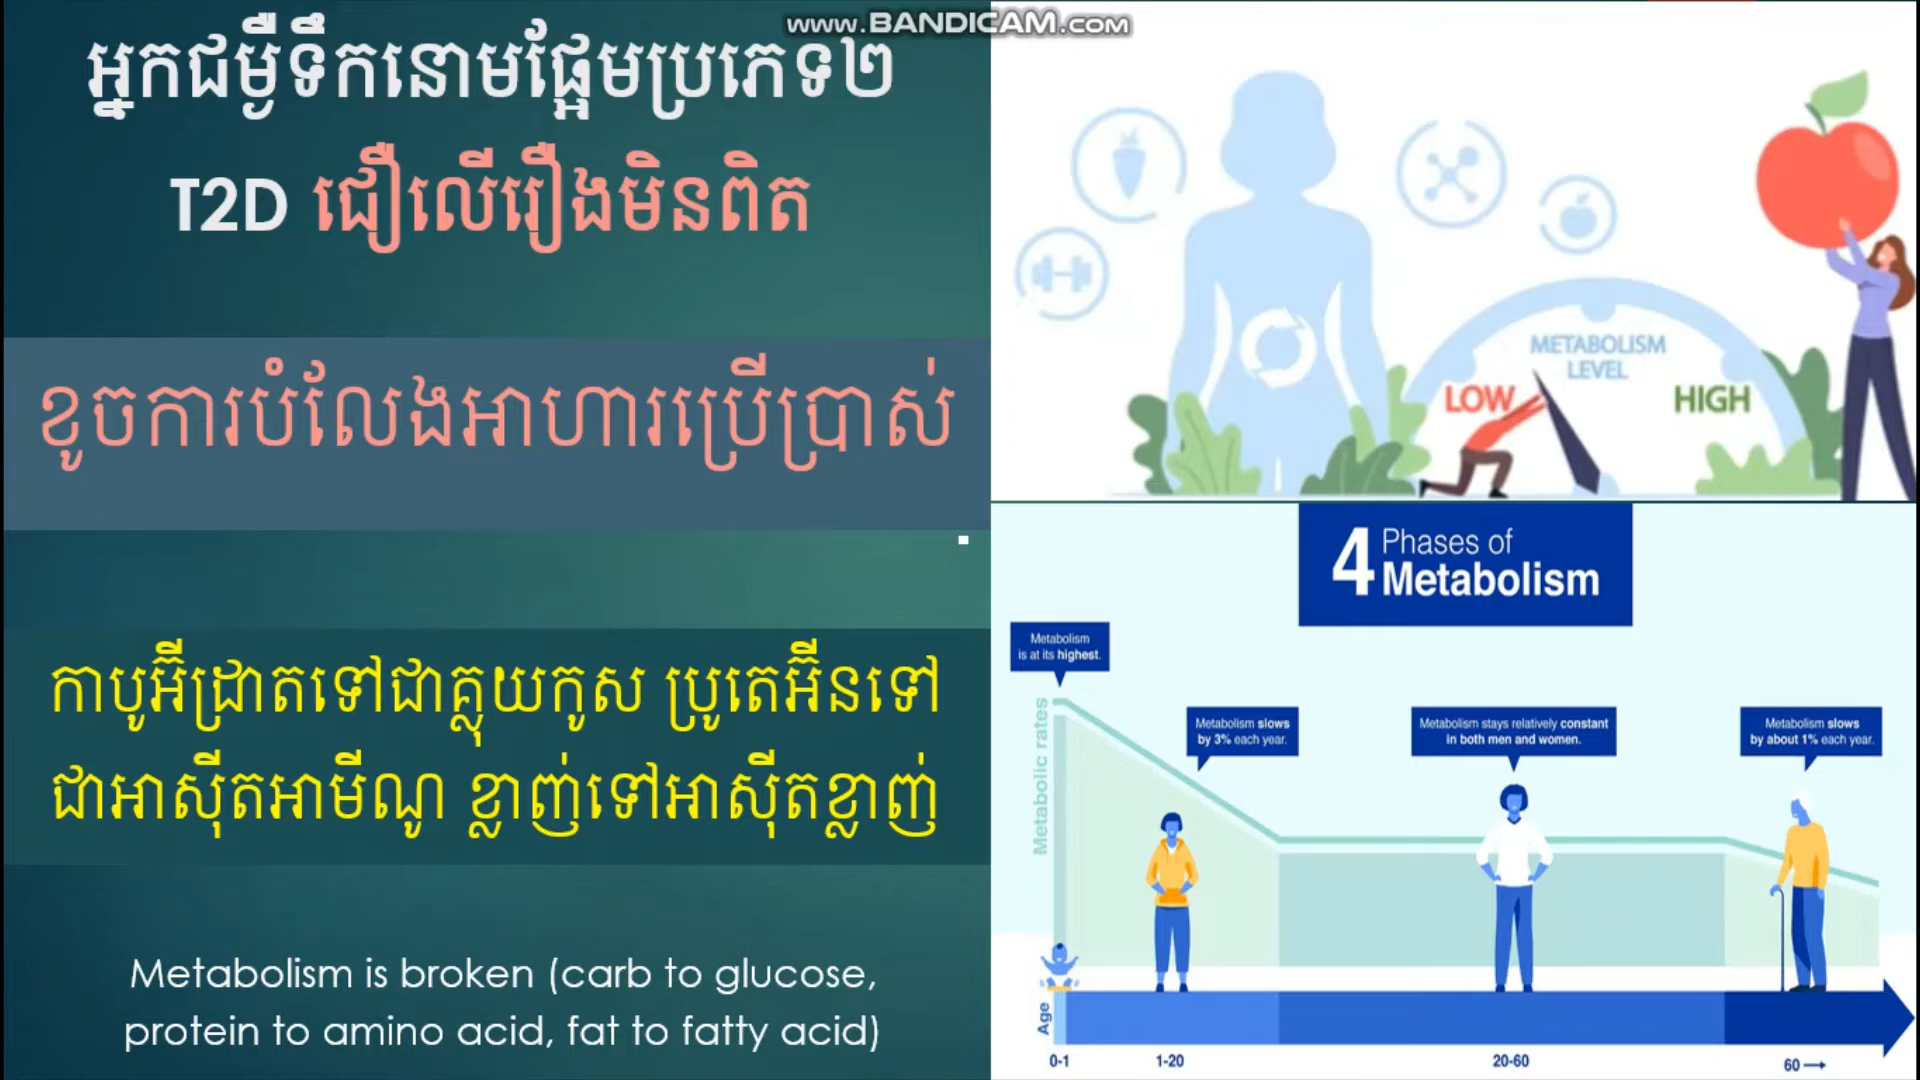 www.BANDICAM.com
អ្នកជម្ងឺទឹកនោមផ្អែមប្រភេទ២
T2D ជឿលើរឿងមិនពិត
ខូចការបំលែងអាហារប្រើប្រាស់
កាបូអ៊ីដ្រាតទៅជាគ្លុយកូស ប្រូតេអ៊ីនទៅ
ជាអាស៊ីតអាមីណូ ខ្លាញ់ទៅអាស៊ីតខ្លាញ់
Metabolism is broken (carb to glucose,
protein to amino acid, fat to fatty acid)
METABOLISM
LEVEL
LOW
HIGH
4 Phases of
Metabolism
Metabolism
is at its highest.
Metabolism slows
by 3% each year.
Metabolism stays relatively constant
in both men and women.
Metabolism slows
by about 1% each year.
Metabolic rates
Age
0-1
1-20
20-60
60